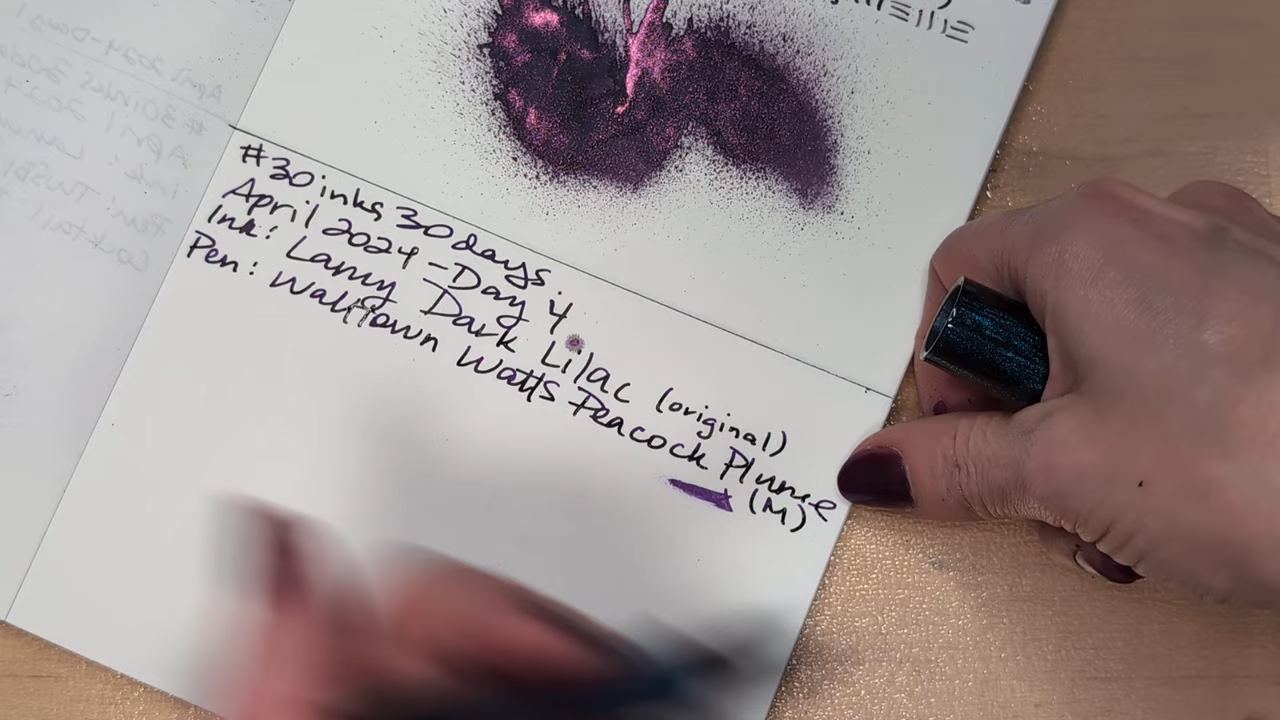 #30inks30days
April 2024 - Day 4
Ink: Lamy Dark Lilac (original)
Pen: Walltown Watts Peacock Plume
(M)